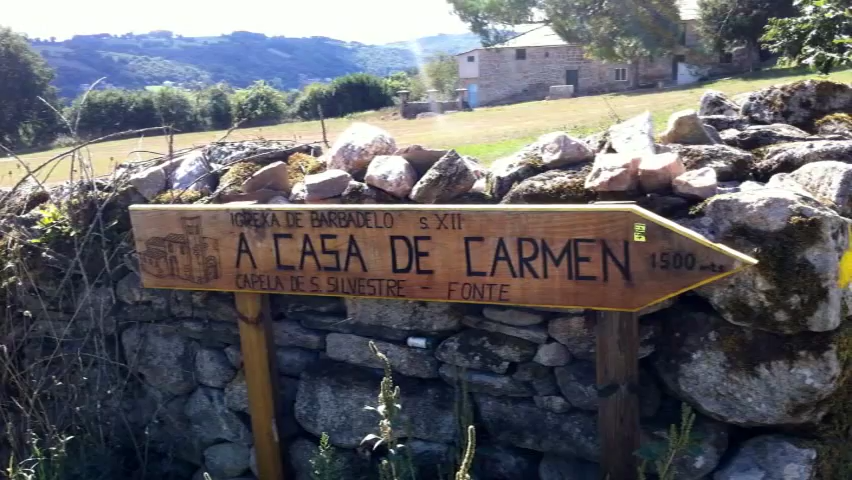 IGREXA DE BARBADELO S. XII
A CASA DE CARMEN 1500 mts
CAPELA DE S. SILVESTRE - FONTE